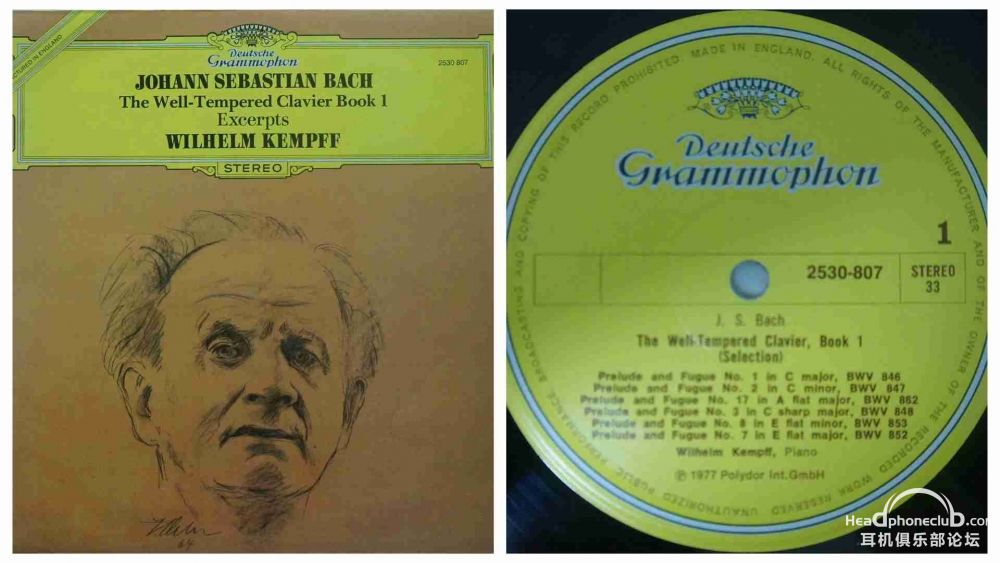 MANUFACTURED IN ENGLAND
Deutsche
Grammophon
2530 807
JOHANN SEBASTIAN BACH
The Well-Tempered Clavier Book 1
Excerpts
WILHELM KEMPFF
STEREO
64
MADE IN ENGLAND. ALL RIGHTS OF THE MANUFACTURER AND OF THE OWNER OF THE RECORDED WORK RESERVED. UNAUTHORIZED PUBLIC PERFORMANCE, BROADCASTING AND COPYING OF THIS RECORD PROHIBITED.
Deutsche
Grammophon
1
2530-807
STEREO
33
J. S. Bach
The Well-Tempered Clavier, Book 1
(Selection)
Prelude and Fugue No. 1 in C major, BWV 846
Prelude and Fugue No. 2 in C minor, BWV 847
Prelude and Fugue No. 17 in A flat major, BWV 862
Prelude and Fugue No. 3 in C sharp major, BWV 848
Prelude and Fugue No. 8 in E flat minor, BWV 853
Prelude and Fugue No. 7 in E flat major, BWV 852
Wilhelm Kempff, Piano
℗ 1977 Polydor Int.GmbH
Headphoneclub.com
耳机俱乐部论坛